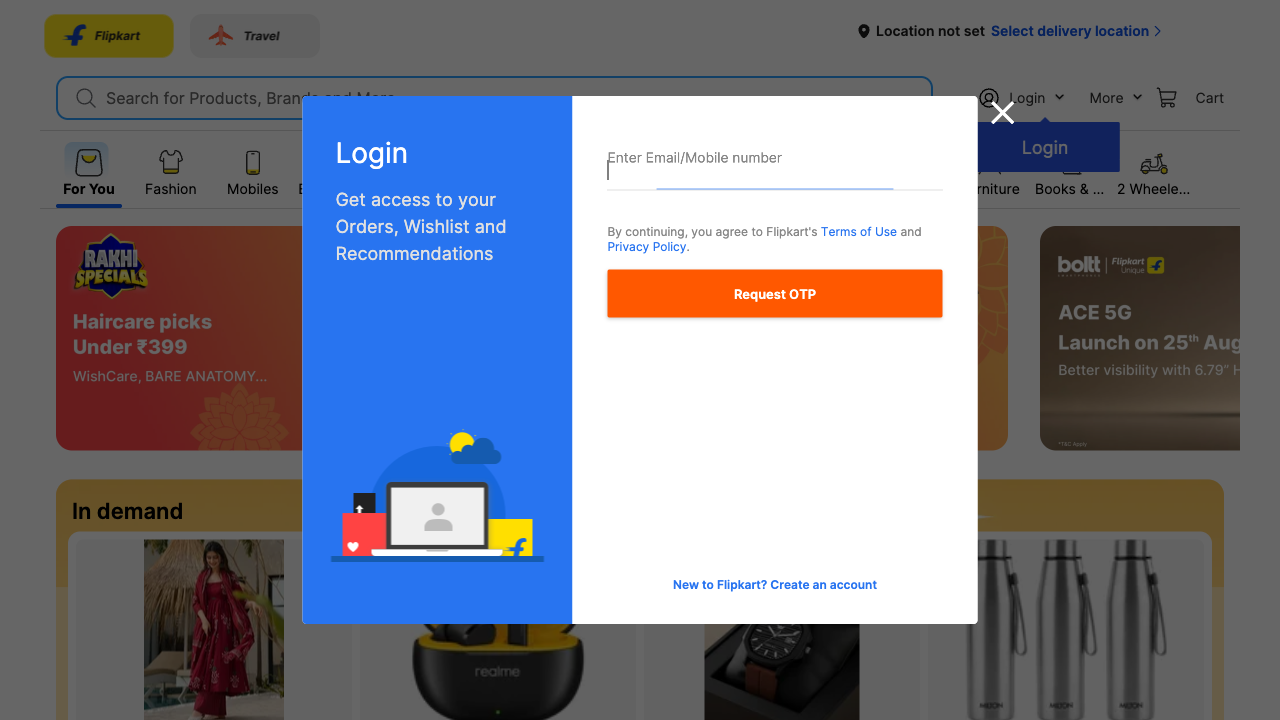 Flipkart
Travel
Location not set Select delivery location
Search for Products, Brands and More
Login
More
Cart
Login
For You
Fashion
Mobiles
Books & ...
2 Wheele...
RAKHI
SPECIALS
Haircare picks
Under ₹399
WishCare, BARE ANATOMY...
Login
Get access to your
Orders, Wishlist and
Recommendations
Enter Email/Mobile number
By continuing, you agree to Flipkart's Terms of Use and
Privacy Policy.
Request OTP
New to Flipkart? Create an account
boltt
Flipkart
Unique
ACE 5G
Launch on 25th Aug
Better visibility with 6.79" H
*T&C Apply
In demand
realme